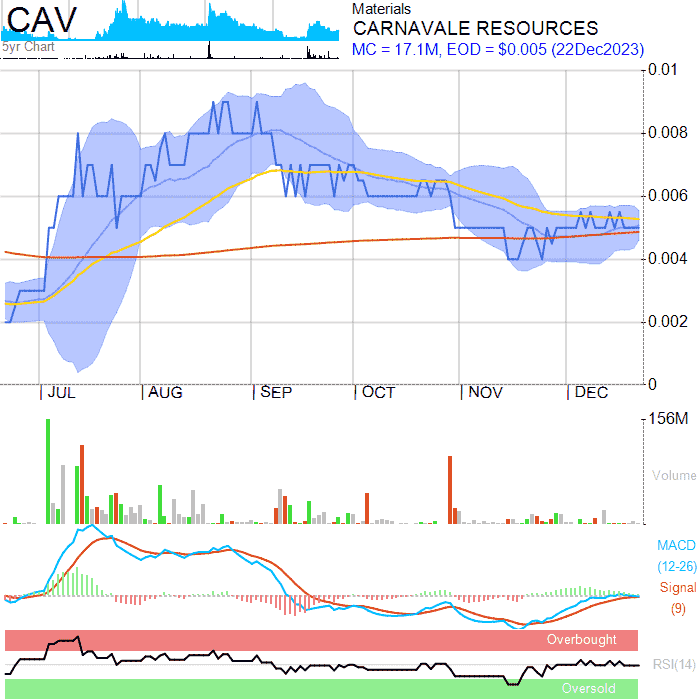 CAV
5yr Chart
Materials
CARNAVALE RESOURCES
MC = 17.1M, EOD = $0.005 (22Dec2023)
0.01
0.008
0.006
0.004
0.002
0
JUL AUG SEP OCT NOV DEC
156M
Volume
MACD
(12-26)
Signal
(9)
Overbought
RSI(14)
Oversold